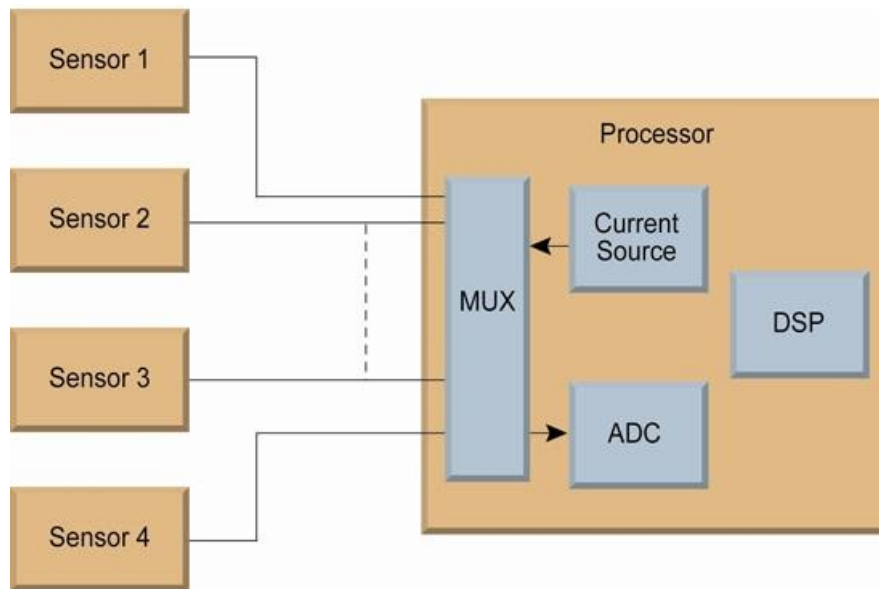 Sensor 1
Sensor 2
Sensor 3
Sensor 4
Processor
MUX
Current
Source
ADC
DSP